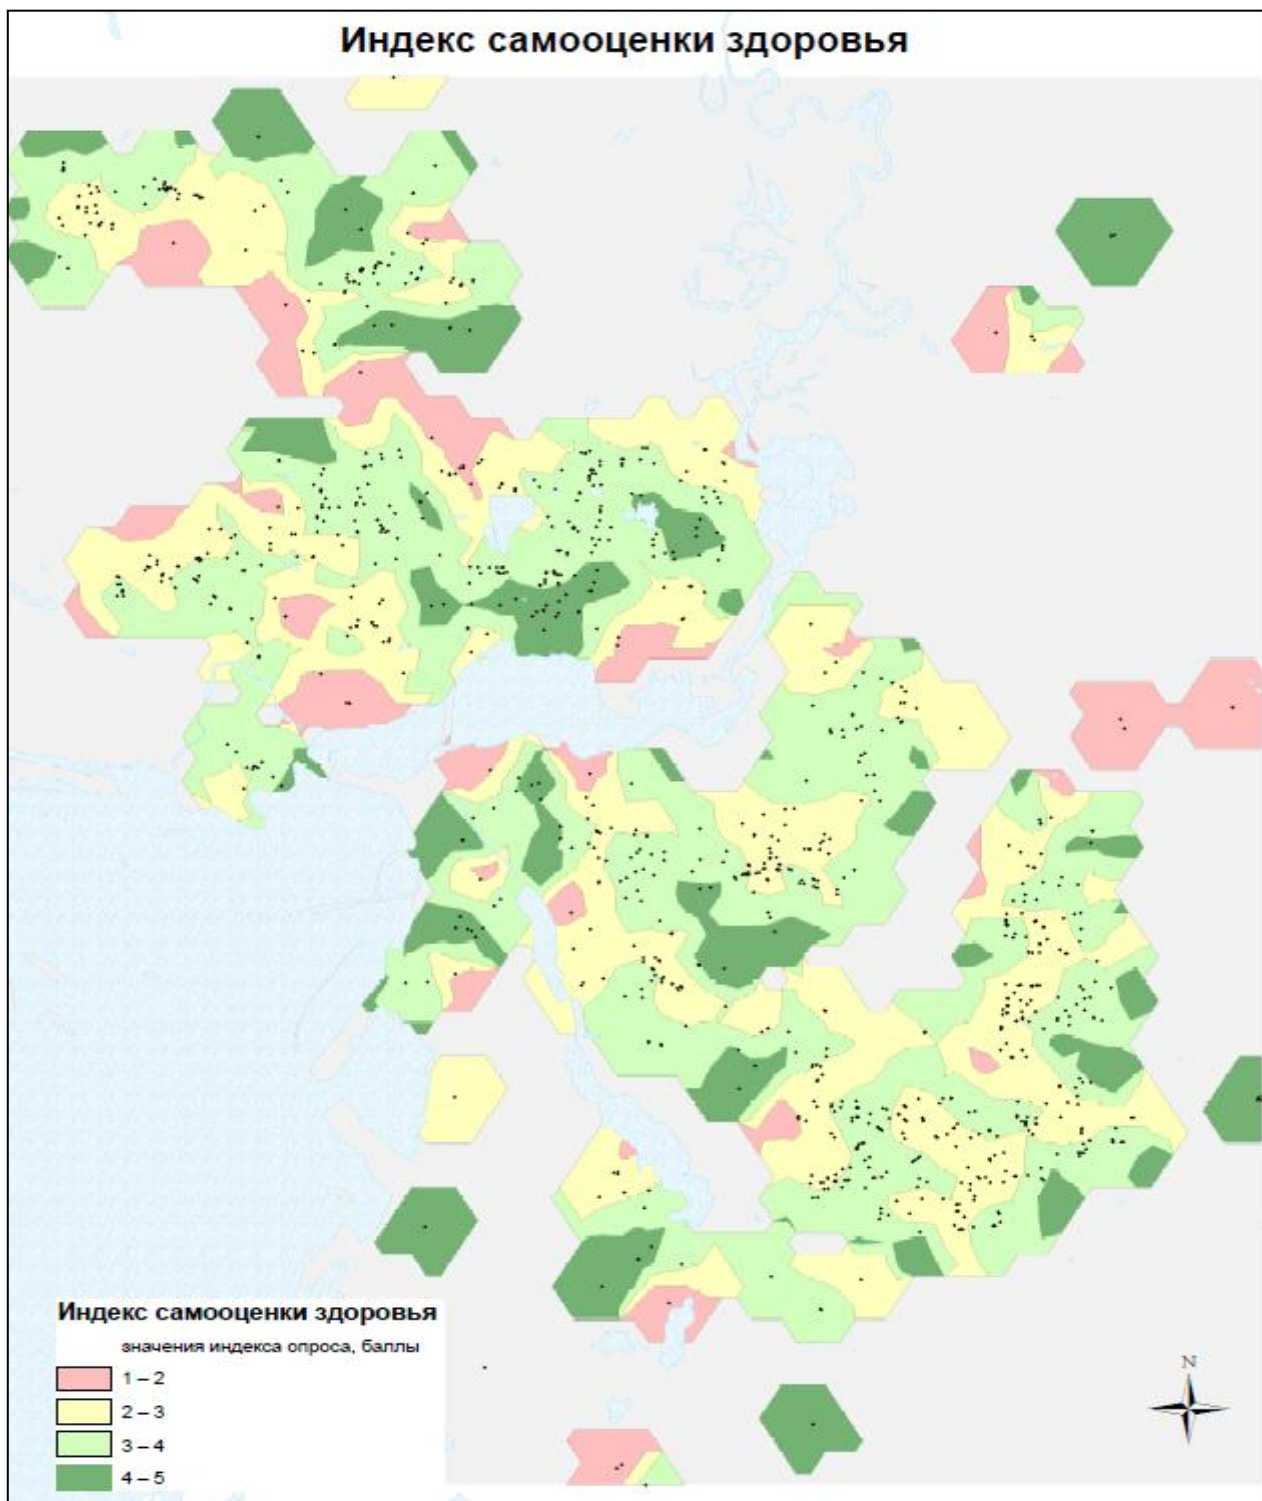 Индекс самооценки здоровья
Индекс самооценки здоровья
значения индекса опроса, баллы
1 – 2
2 – 3
3 – 4
4 – 5
N